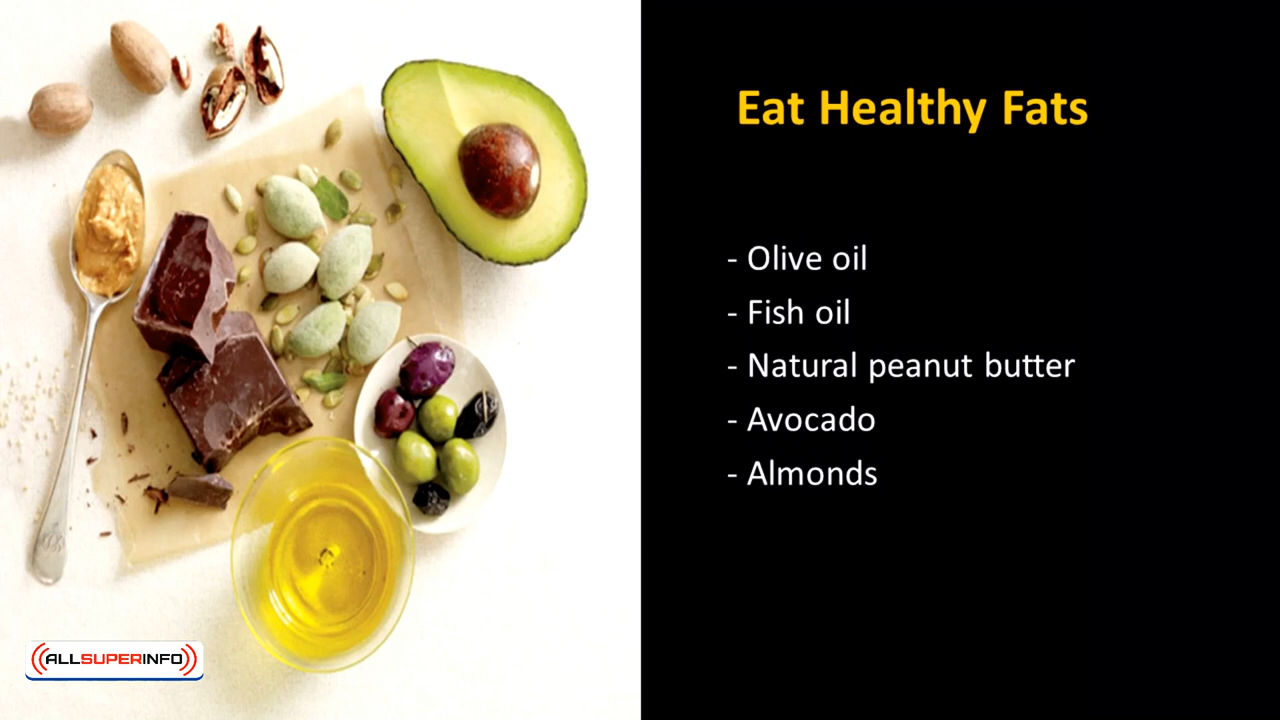 Eat Healthy Fats
- Olive oil
- Fish oil
- Natural peanut butter
- Avocado
- Almonds
((ALLSUPERINFO))